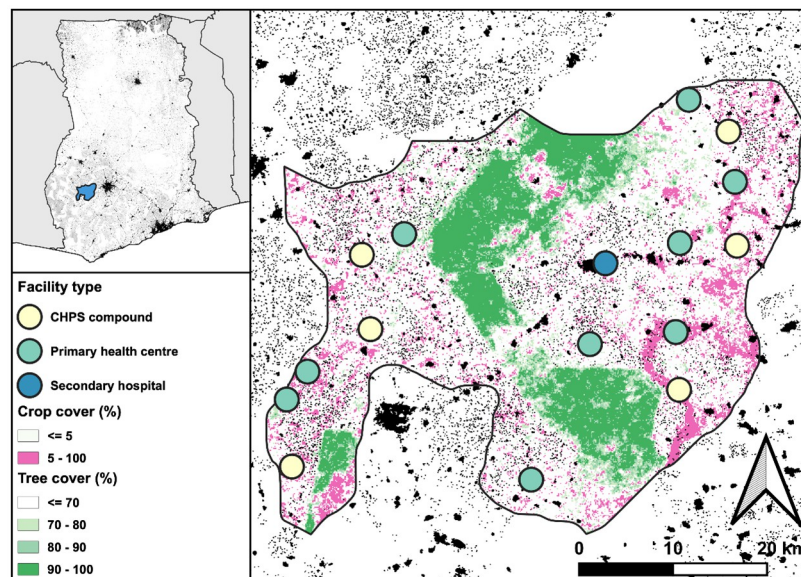 Facility type
CHPS compound
Primary health centre
Secondary hospital
Crop cover (%)
<= 5
5 - 100
Tree cover (%)
<= 70
70 - 80
80 - 90
90 - 100
0 10 20 km